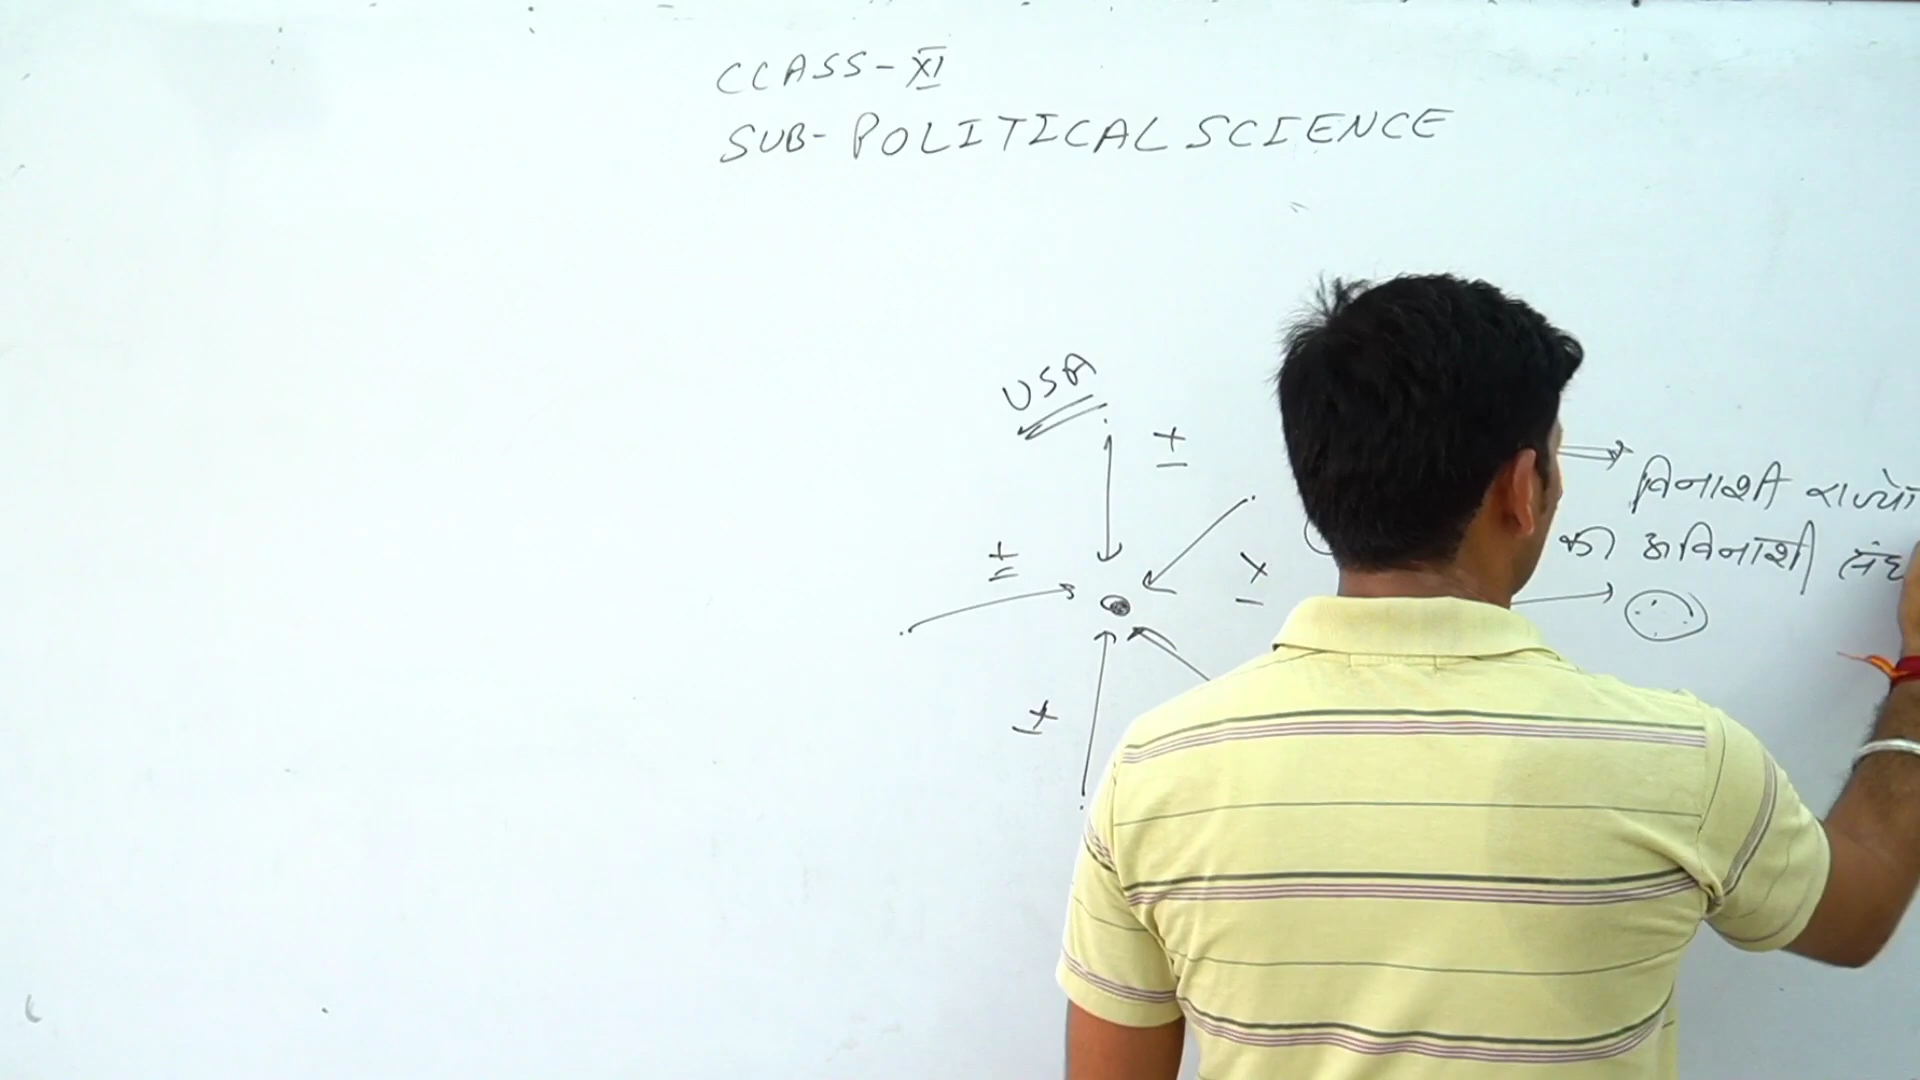 CLASS-XI
SUB-POLITICAL SCIENCE
USA
±
±
±
±
विनाशी राज्यों
का अविनाशी संघ